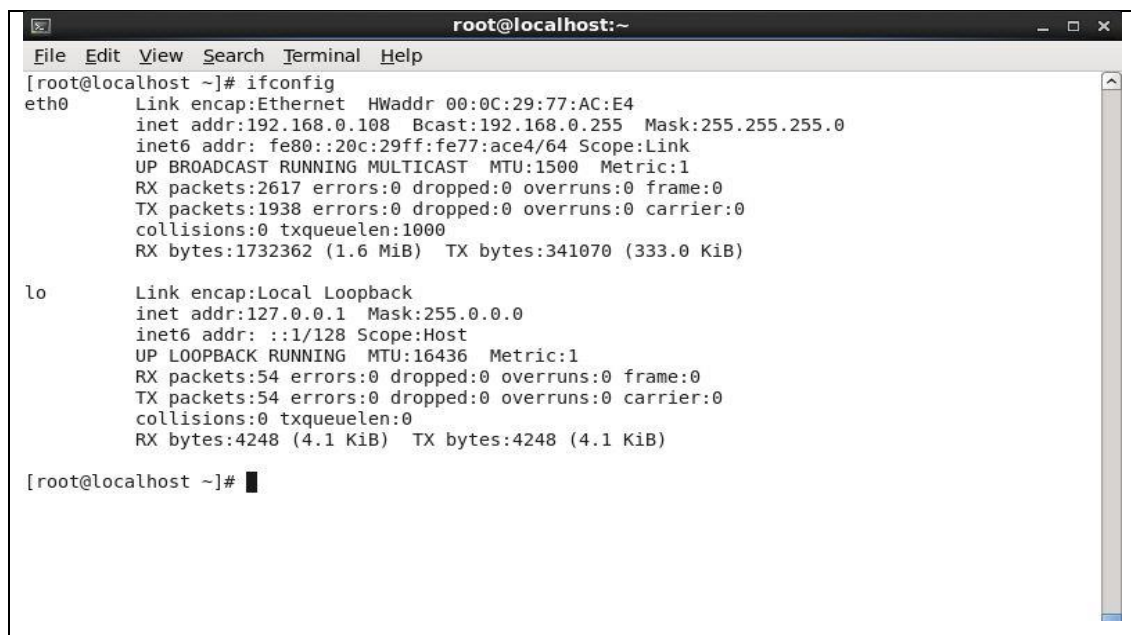 root@localhost:~
File Edit View Search Terminal Help
[root@localhost ~]# ifconfig
eth0      Link encap:Ethernet  HWaddr 00:0C:29:77:AC:E4
          inet addr:192.168.0.108  Bcast:192.168.0.255  Mask:255.255.255.0
          inet6 addr: fe80::20c:29ff:fe77:ace4/64 Scope:Link
          UP BROADCAST RUNNING MULTICAST  MTU:1500  Metric:1
          RX packets:2617 errors:0 dropped:0 overruns:0 frame:0
          TX packets:1938 errors:0 dropped:0 overruns:0 carrier:0
          collisions:0 txqueuelen:1000
          RX bytes:1732362 (1.6 MiB)  TX bytes:341070 (333.0 KiB)

lo        Link encap:Local Loopback
          inet addr:127.0.0.1  Mask:255.0.0.0
          inet6 addr: ::1/128 Scope:Host
          UP LOOPBACK RUNNING  MTU:16436  Metric:1
          RX packets:54 errors:0 dropped:0 overruns:0 frame:0
          TX packets:54 errors:0 dropped:0 overruns:0 carrier:0
          collisions:0 txqueuelen:0
          RX bytes:4248 (4.1 KiB)  TX bytes:4248 (4.1 KiB)

[root@localhost ~]#